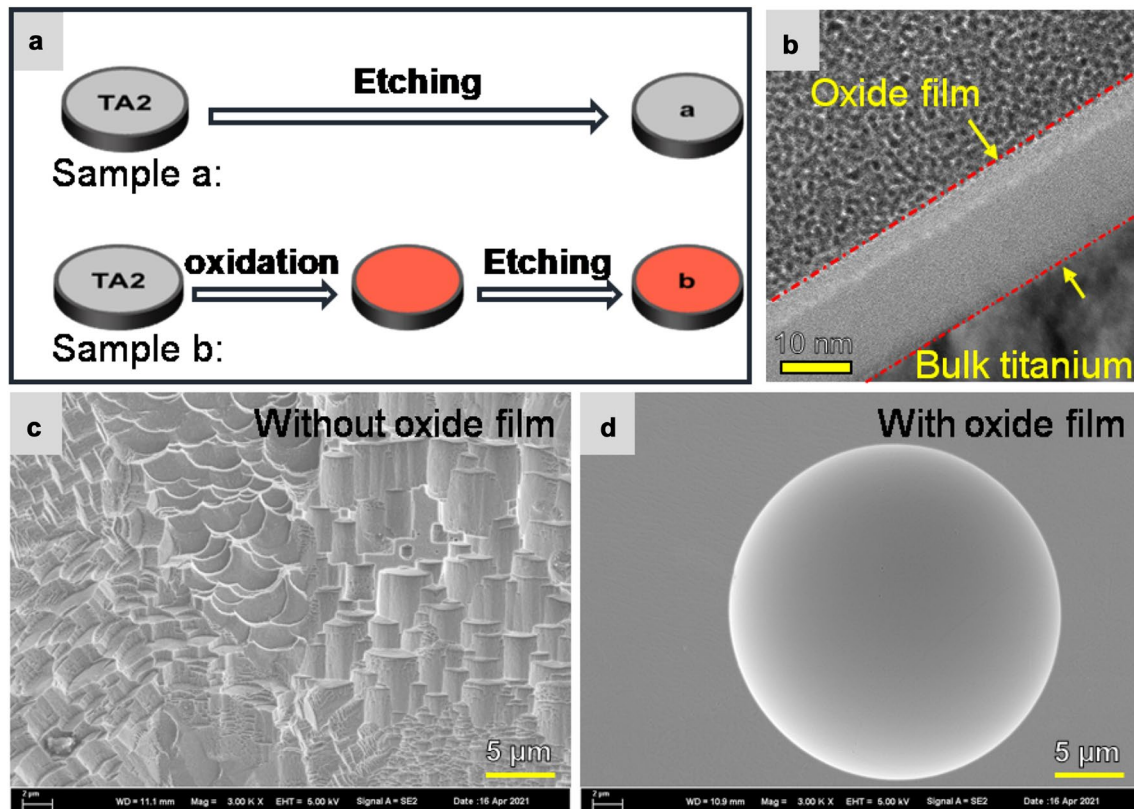 a
TA2
Etching
a
Sample a:
TA2
oxidation
Etching
b
Sample b:
b
Oxide film
10 nm
Bulk titanium
c
Without oxide film
5 μm
2 μm
WD = 11.1 mm Mag = 3.00 K X EHT = 5.00 kV Signal A = SE2 Date :16 Apr 2021
d
With oxide film
5 μm
2 μm
WD = 10.9 mm Mag = 3.00 K X EHT = 5.00 kV Signal A = SE2 Date :16 Apr 2021